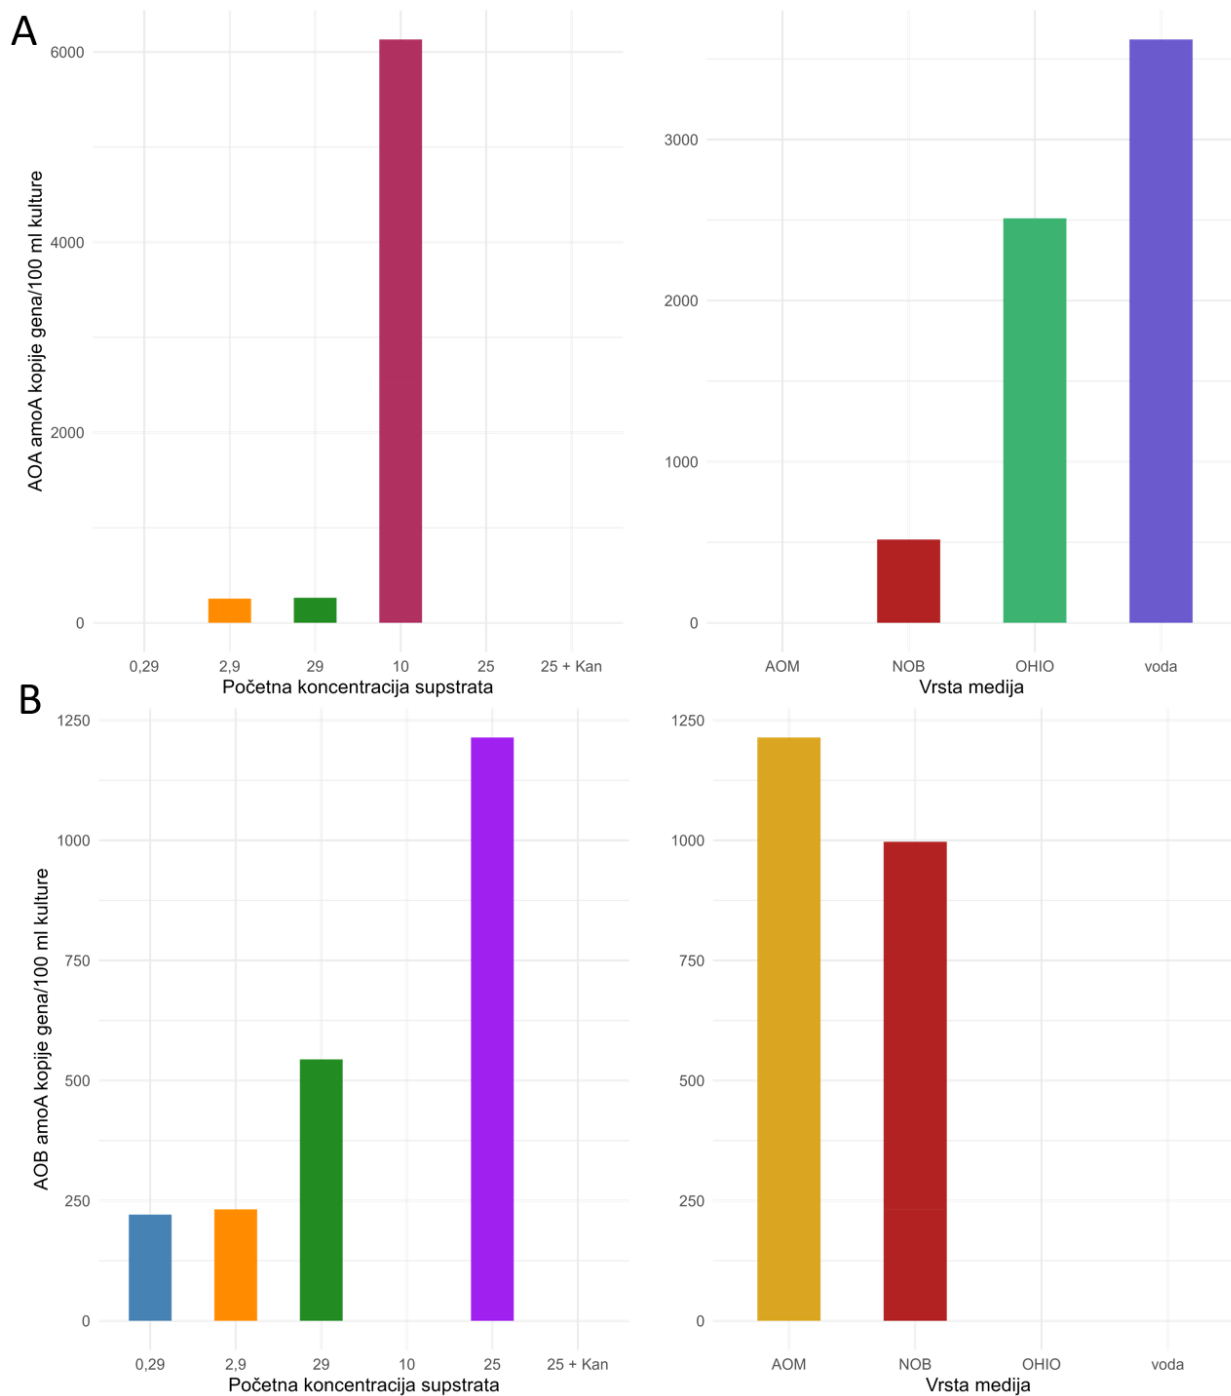 A
AOA amoA kopije gena/100 ml kulture
6000
4000
2000
0
0,29 2,9 29 10 25 25 + Kan
Početna koncentracija supstrata
3000
2000
1000
0
AOM NOB OHIO voda
Vrsta medija
B
AOB amoA kopije gena/100 ml kulture
1250
1000
750
500
250
0
0,29 2,9 29 10 25 25 + Kan
Početna koncentracija supstrata
1250
1000
750
500
250
0
AOM NOB OHIO voda
Vrsta medija